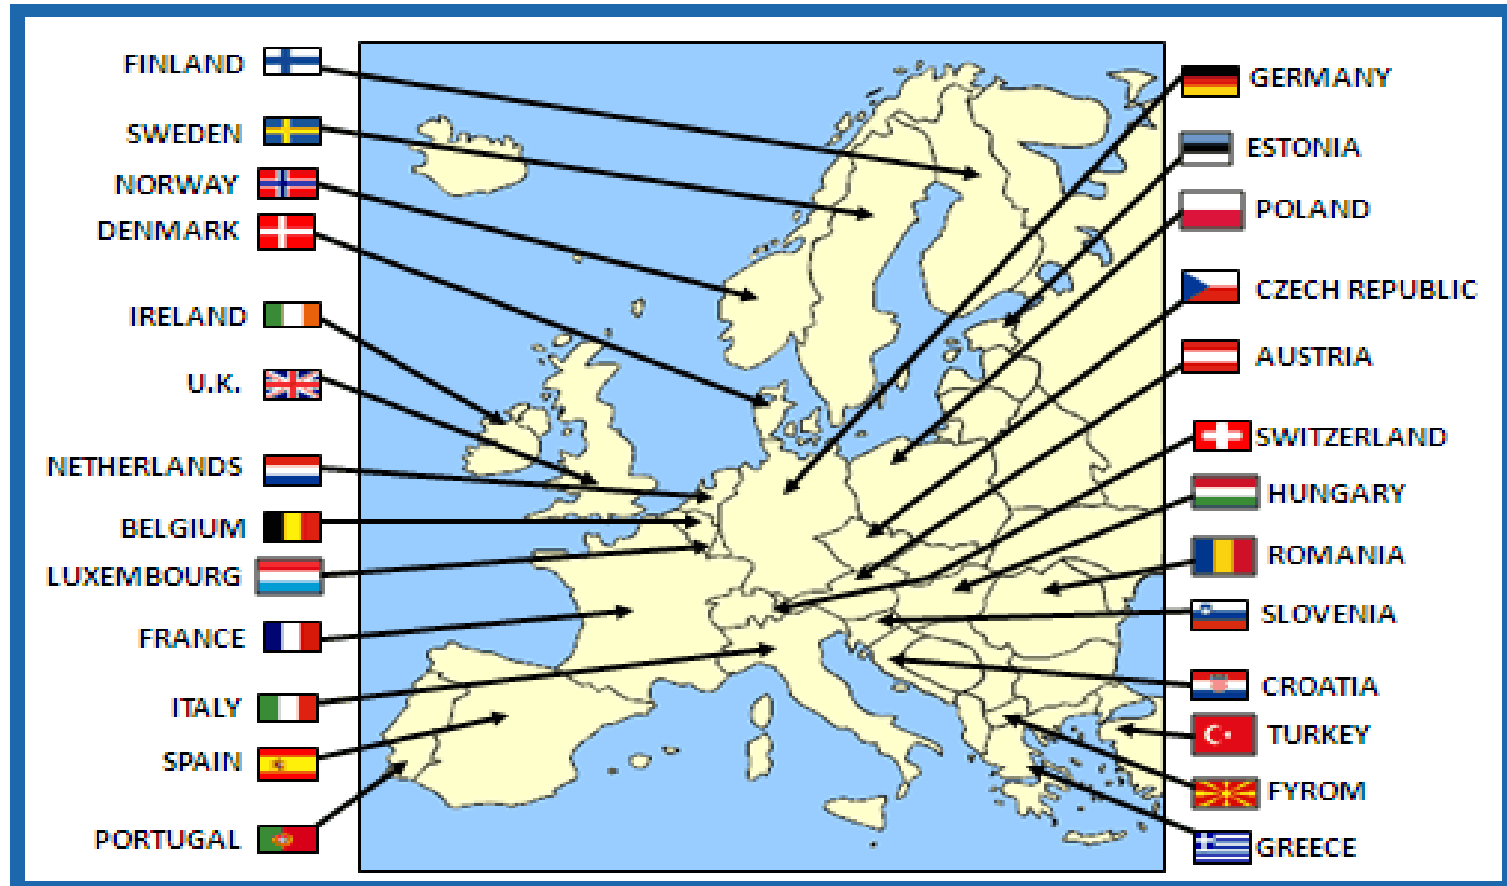 FINLAND
SWEDEN
NORWAY
DENMARK
IRELAND
U.K.
NETHERLANDS
BELGIUM
LUXEMBOURG
FRANCE
ITALY
SPAIN
PORTUGAL
GERMANY
ESTONIA
POLAND
CZECH REPUBLIC
AUSTRIA
SWITZERLAND
HUNGARY
ROMANIA
SLOVENIA
CROATIA
TURKEY
FYROM
GREECE